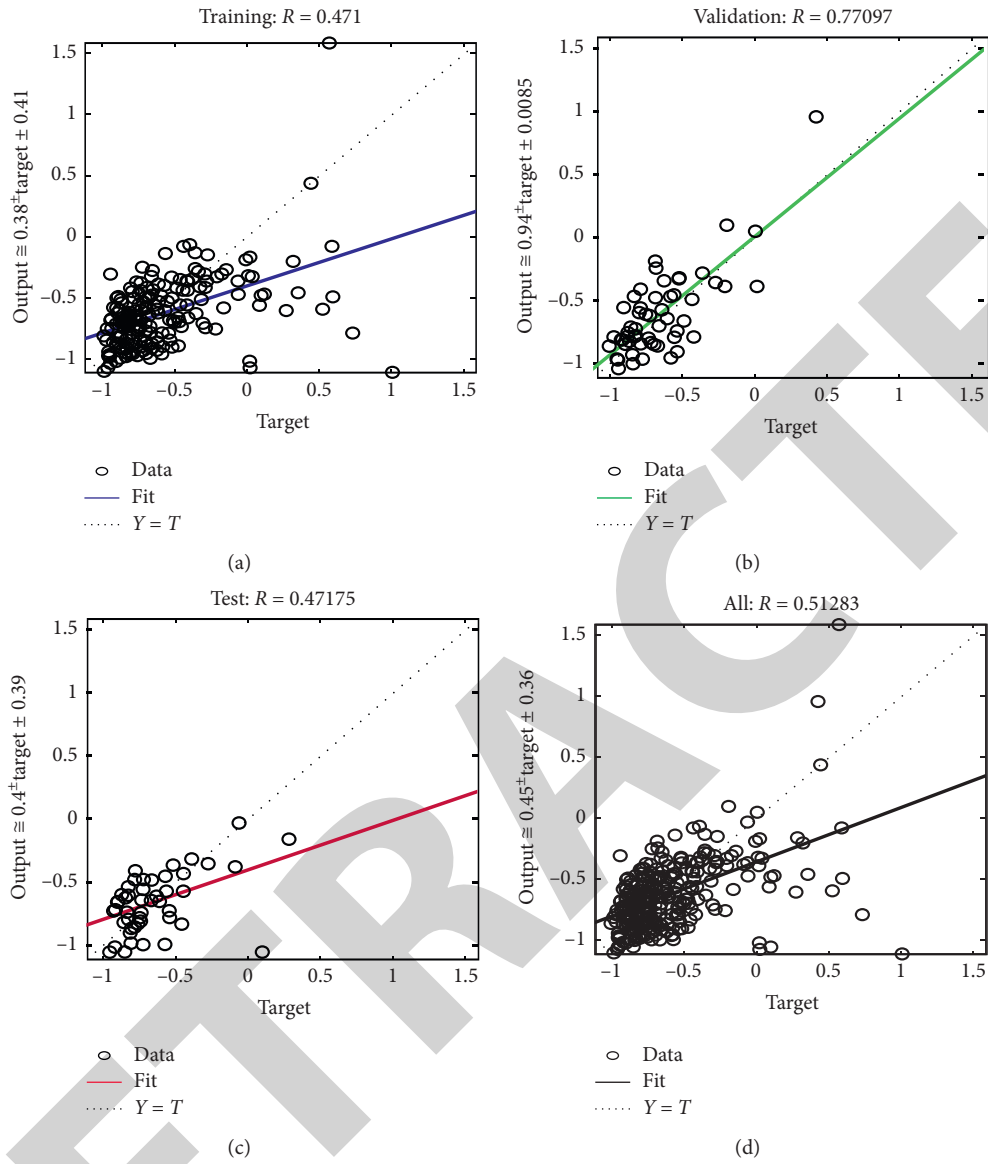 Training: R = 0.471
Output ≅ 0.38±target ± 0.41
1.5
1
0.5
0
−0.5
−1
−1 −0.5 0 0.5 1 1.5
Target
Data
Fit
Y = T
(a)
Validation: R = 0.77097
Output ≅ 0.94±target ± 0.0085
1.5
1
0.5
0
−0.5
−1
−1 −0.5 0 0.5 1 1.5
Target
Data
Fit
Y = T
(b)
Test: R = 0.47175
Output ≅ 0.4±target ± 0.39
1.5
1
0.5
0
−0.5
−1
−1 −0.5 0 0.5 1 1.5
Target
Data
Fit
Y = T
(c)
All: R = 0.51283
Output ≅ 0.45±target ± 0.36
1.5
1
0.5
0
−0.5
−1
−1 −0.5 0 0.5 1 1.5
Target
Data
Fit
Y = T
(d)
ETRACTE